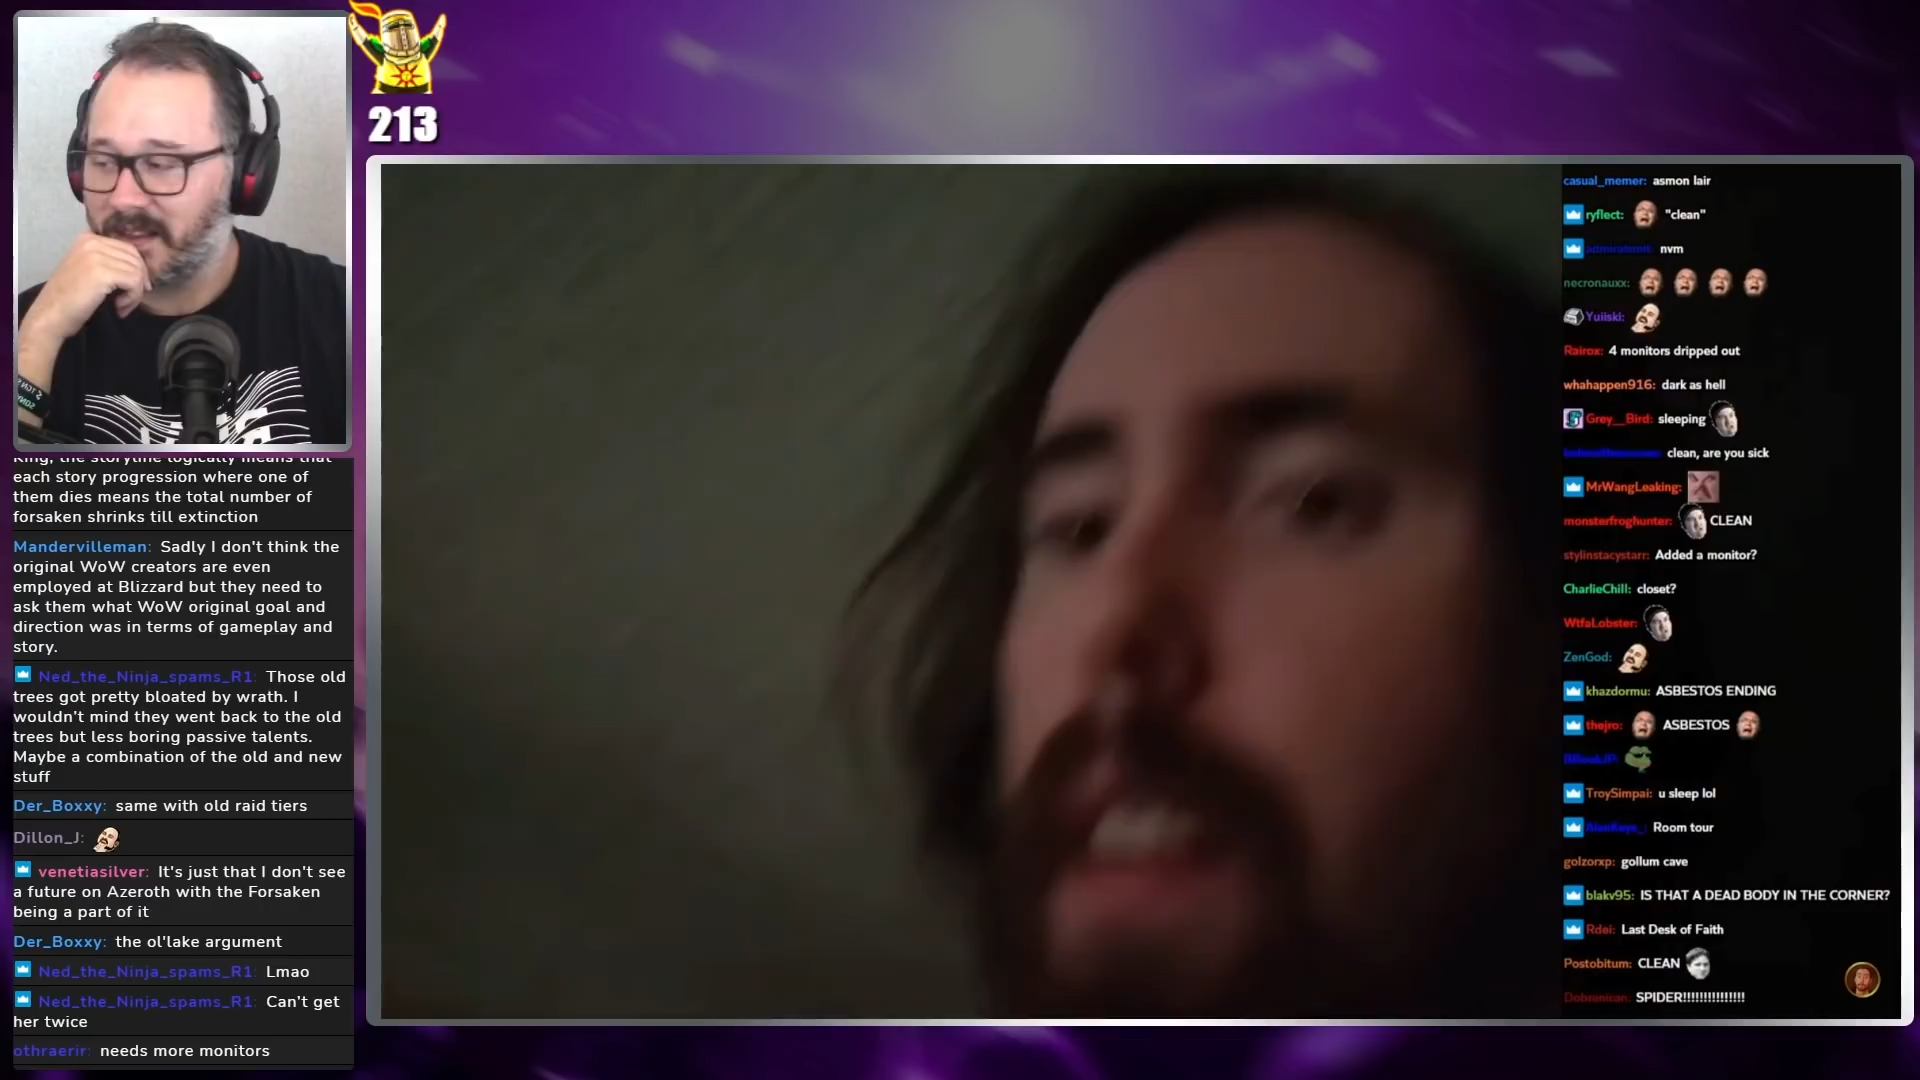 213
King, the storyline logically means that
each story progression where one of
them dies means the total number of
forsaken shrinks till extinction
Mandervilleman: Sadly I don't think the
original WoW creators are even
employed at Blizzard but they need to
ask them what WoW original goal and
direction was in terms of gameplay and
story.
Ned_the_Ninja_spams_R1: Those old
trees got pretty bloated by wrath. I
wouldn't mind they went back to the old
trees but less boring passive talents.
Maybe a combination of the old and new
stuff
Der_Boxxy: same with old raid tiers
Dillon_J:
venetiasilver: It's just that I don't see
a future on Azeroth with the Forsaken
being a part of it
Der_Boxxy: the ol'lake argument
Ned_the_Ninja_spams_R1: Lmao
Ned_the_Ninja_spams_R1: Can't get
her twice
othraerir: needs more monitors
casual_memer: asmon lair
ryflect: "clean"
nvm
necronauxx:
Yuiiski:
Rairox: 4 monitors dripped out
whahappen916: dark as hell
Grey__Bird: sleeping
clean, are you sick
MrWangLeaking:
monsterfroghunter: CLEAN
stylinstacystarr: Added a monitor?
CharlieChill: closet?
WtfaLobster:
ZenGod:
khazdormu: ASBESTOS ENDING
thejro: ASBESTOS
TroySimpai: u sleep lol
Room tour
golzorxp: gollum cave
blakv95: IS THAT A DEAD BODY IN THE CORNER?
Rdei: Last Desk of Faith
Postobitum: CLEAN
SPIDER!!!!!!!!!!!!!!!